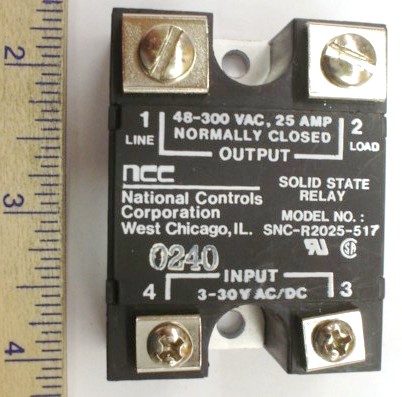 2
3
4
1
LINE
48-300 VAC, 25 AMP
NORMALLY CLOSED
OUTPUT
2
LOAD
ncc
National Controls
Corporation
West Chicago, IL.
SOLID STATE
RELAY
MODEL NO.:
SNC-R2025-517
0240
INPUT
4
3-30V AC/DC
3